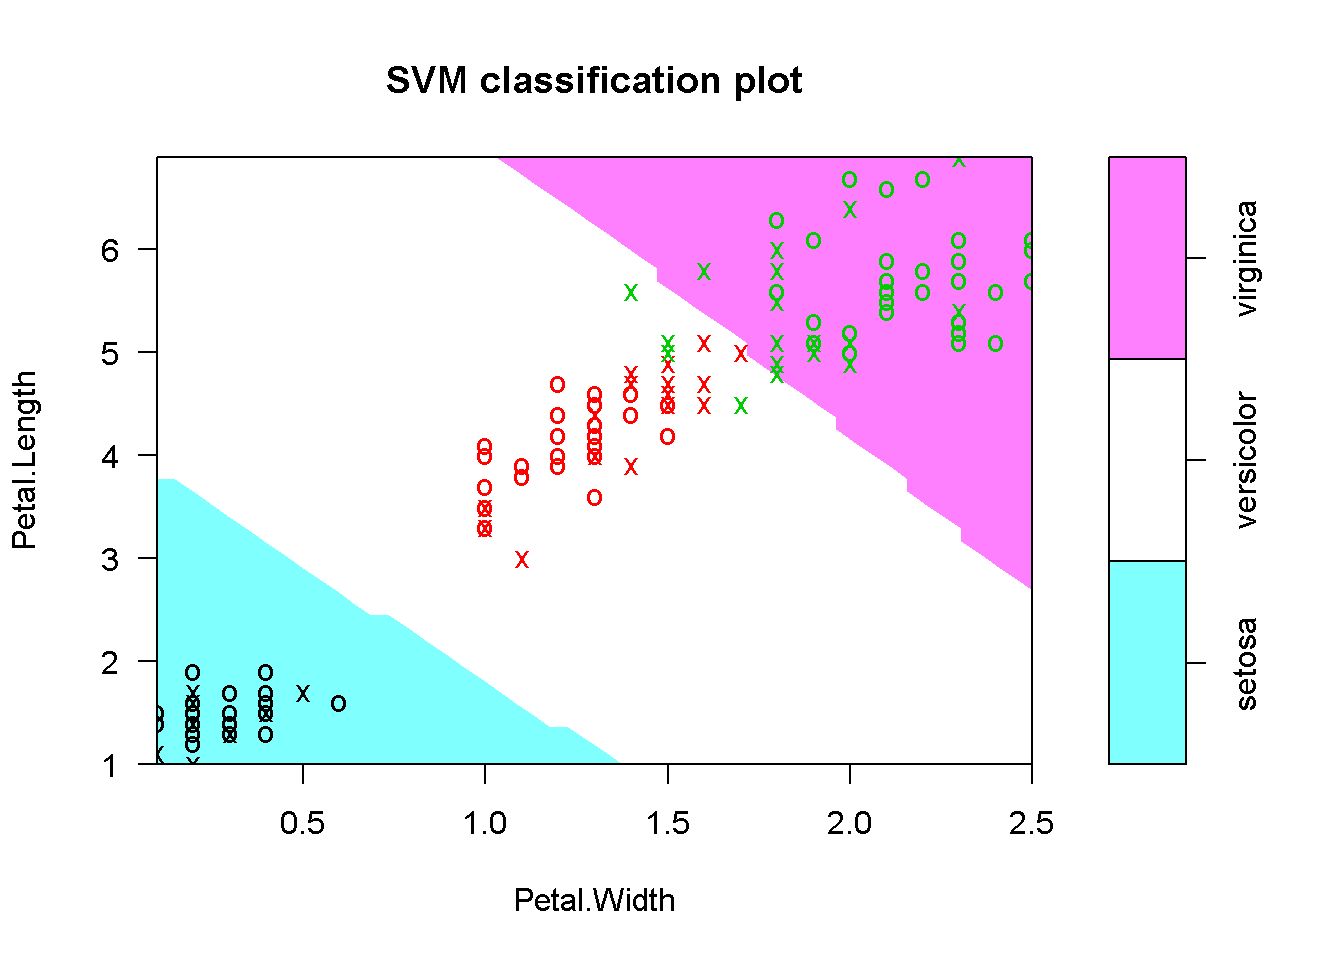 SVM classification plot
6
5
4
3
2
1
Petal.Length
0.5 1.0 1.5 2.0 2.5
Petal.Width
virginica
versicolor
setosa